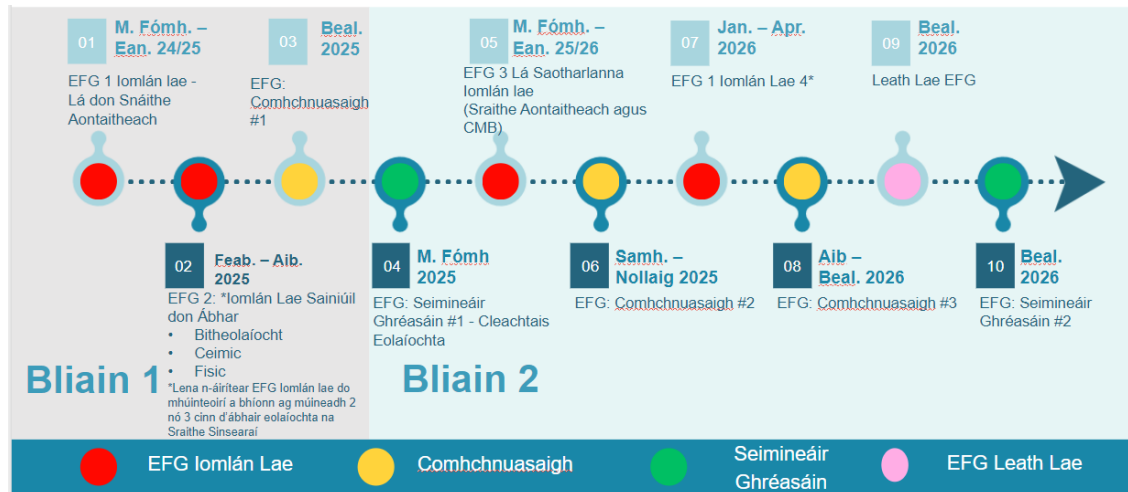 01
M. Fómh. –
Ean. 24/25
EFG 1 Iomlán lae -
Lá don Snáithe
Aontaitheach
03
Beal.
2025
EFG:
Comhchnuasaigh
#1
05
M. Fómh. –
Ean. 25/26
EFG 3 Lá Saotharlanna
Iomlán lae
(Sraithe Aontaitheach agus
CMB)
07
Jan. – Apr.
2026
EFG 1 Iomlán Lae 4*
09
Beal.
2026
Leath Lae EFG
02
Feab. – Aib.
2025
EFG 2: *Iomlán Lae Sainiúil
don Ábhar
• Bitheolaíocht
• Ceimic
• Fisic
*Lena n-áirítear EFG Iomlán lae do
mhúinteoirí a bhíonn ag múineadh 2
nó 3 cinn d'ábhair eolaíochta na
Sraithe Sinsearaí
04
M. Fómh
2025
EFG: Seimineáir
Ghréasáin #1 - Cleachtais
Eolaíochta
06
Samh. –
Nollaig 2025
EFG: Comhchnuasaigh #2
08
Aib –
Beal. 2026
EFG: Comhchnuasaigh #3
10
Beal.
2026
EFG: Seimineáir
Ghréasáin #2
Bliain 1
Bliain 2
EFG Iomlán Lae
Comhchnuasaigh
Seimineáir
Ghréasáin
EFG Leath Lae